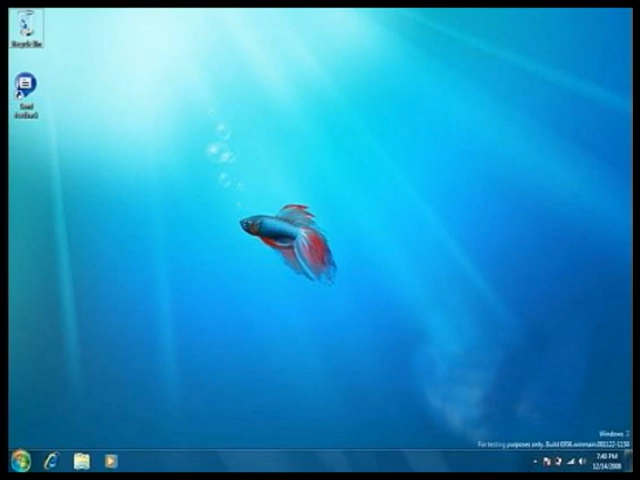 Recycle Bin
Send
Feedback
Windows 7
For testing purposes only. Build 6956.winmain.081122-1150
7:40 PM
12/14/2008